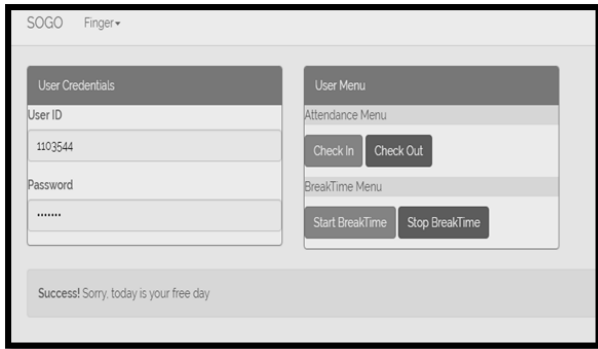 SOGO Finger
User Credentials
User ID
1103544
Password
•••••••
User Menu
Attendance Menu
Check In Check Out
BreakTime Menu
Start BreakTime Stop BreakTime
Success! Sorry, today is your free day